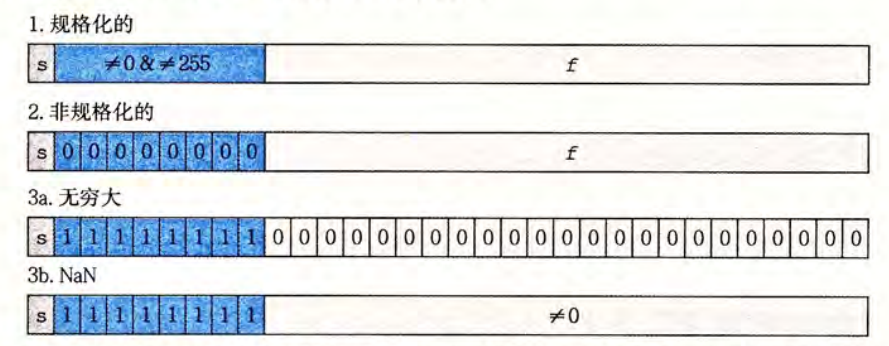 1. 规格化的
s ≠0 & ≠255 f
2. 非规格化的
s 0 0 0 0 0 0 0 0 f
3a. 无穷大
s 1 1 1 1 1 1 1 1 0 0 0 0 0 0 0 0 0 0 0 0 0 0 0 0 0 0 0 0 0 0 0
3b. NaN
s 1 1 1 1 1 1 1 1 ≠0